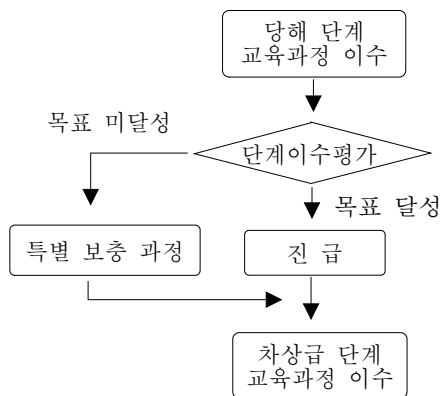 당해 단계
교육과정 이수
목표 미달성
단계이수평가
목표 달성
특별 보충 과정
진 급
차상급 단계
교육과정 이수